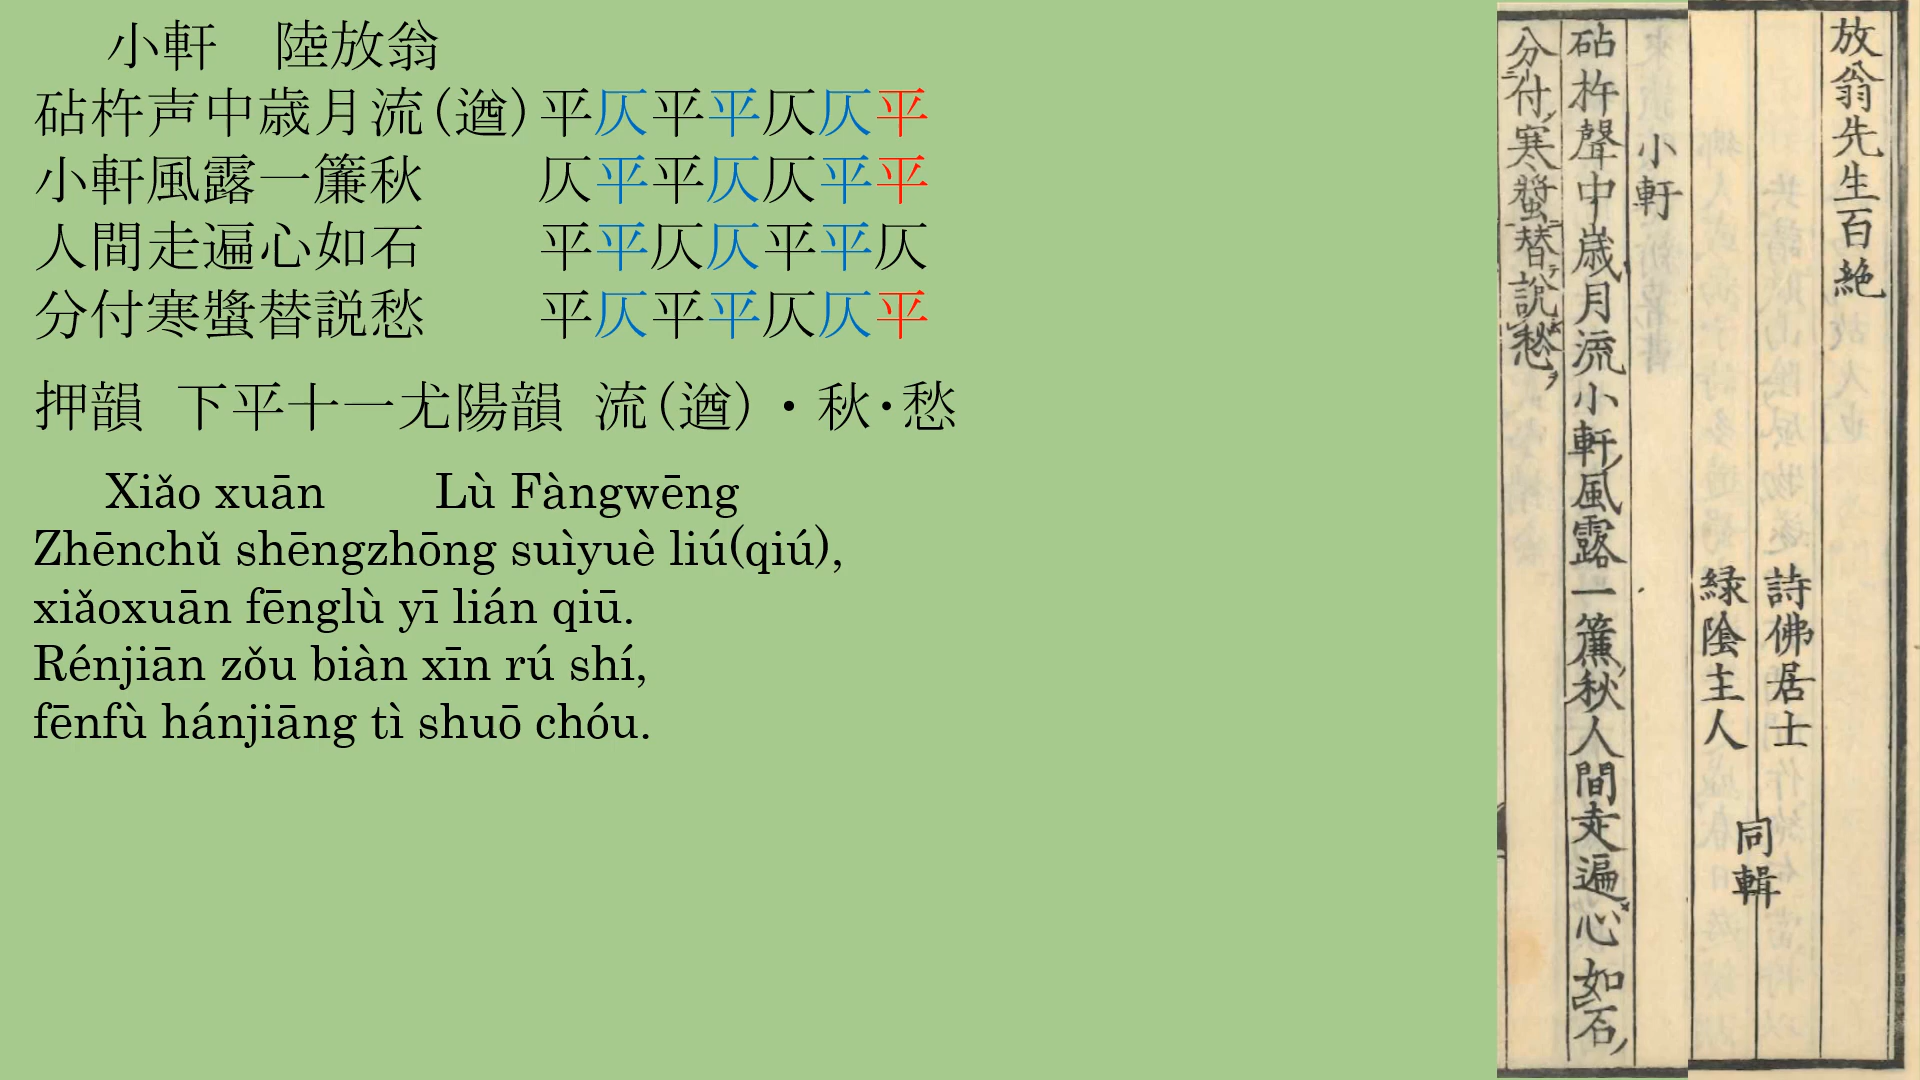 小軒　陸放翁
砧杵声中歳月流(遒)平仄平平仄仄平
小軒風露一簾秋　　仄平平仄仄平平
人間走遍心如石　　平平仄仄平平仄
分付寒螿替説愁　　平仄平平仄仄平
押韻 下平十一尤陽韻 流(遒)・秋･愁
Xiǎo xuān　　Lù Fàngwēng
Zhēnchǔ shēngzhōng suìyuè liú(qiú),
xiǎoxuān fēnglù yī lián qiū.
Rénjiān zǒu biàn xīn rú shí,
fēnfù hánjiāng tì shuō chóu.
放翁先生百絶
詩佛居士
緑陰主人
同輯
小軒
砧杵聲中歳月流小軒風露一簾秋人間走遍心如石
分付寒螿替説愁